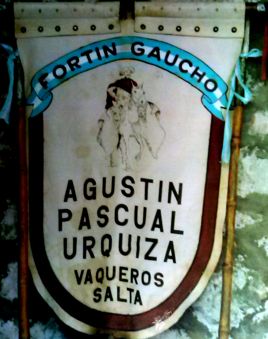 FORTIN GAUCHO
AGUSTIN
PASCUAL
URQUIZA
VAQUEROS
SALTA